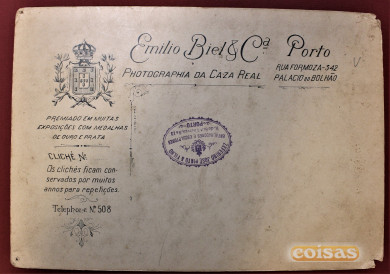 Emilio Biel & Cª Porto
PHOTOGRAPHIA DA CAZA REAL
RUA FORMOZA-342
PALACIO DO BOLHÃO
PREMIADO EM MUITAS
EXPOSIÇÕES COM MEDALHAS
DE OURO E PRATA
CLICHÉ, Nº
Os clichés ficam con-
servados por muitos
annos para repetições.
Telephone Nº 508
PORTO
coisas